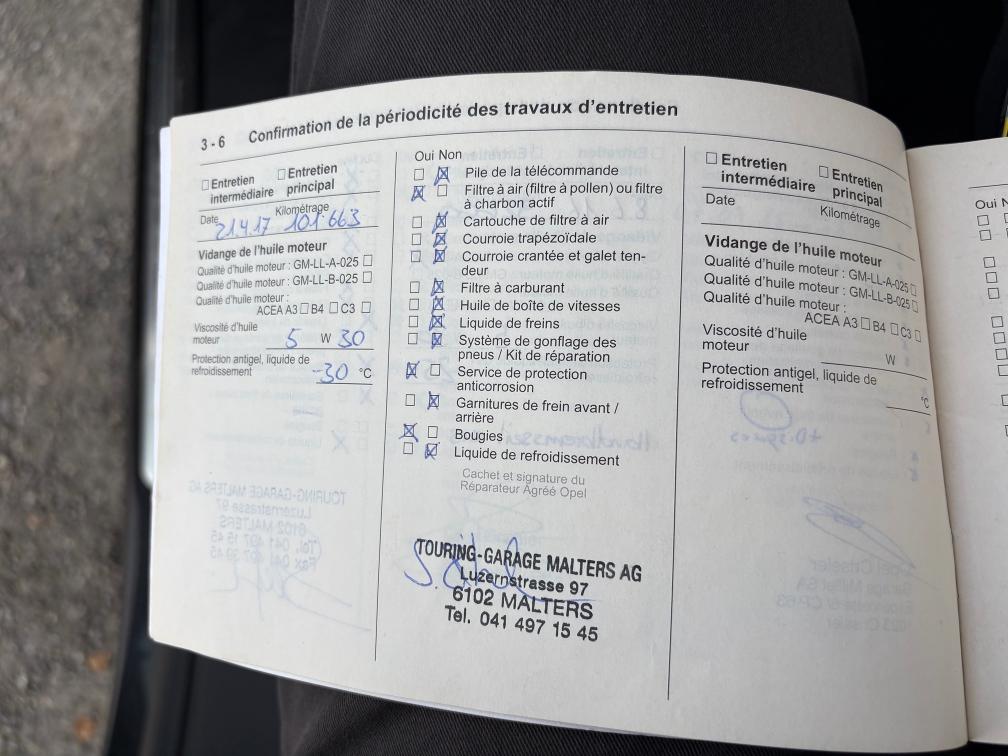 3 - 6 Confirmation de la périodicité des travaux d'entretien
Entretien intermédiaire
Entretien principal
Date 21.4.17 Kilométrage 101.663
Vidange de l'huile moteur
Qualité d'huile moteur : GM-LL-A-025
Qualité d'huile moteur : GM-LL-B-025
Qualité d'huile moteur :
ACEA A3 B4 C3
Viscosité d'huile
moteur 5 W 30
Protection antigel, liquide de
refroidissement -30 °C
Oui Non
Pile de la télécommande
Filtre à air (filtre à pollen) ou filtre
à charbon actif
Cartouche de filtre à air
Courroie trapézoïdale
Courroie crantée et galet ten-
deur
Filtre à carburant
Huile de boîte de vitesses
Liquide de freins
Système de gonflage des
pneus / Kit de réparation
Service de protection
anticorrosion
Garnitures de frein avant /
arrière
Bougies
Liquide de refroidissement
Cachet et signature du
Réparateur Agréé Opel
TOURING-GARAGE MALTERS AG
Luzernstrasse 97
6102 MALTERS
Tel. 041 497 15 45
Entretien intermédiaire
Entretien principal
Date Kilométrage
Vidange de l'huile moteur
Qualité d'huile moteur : GM-LL-A-025
Qualité d'huile moteur : GM-LL-B-025
Qualité d'huile moteur :
ACEA A3 B4 C3
Viscosité d'huile
moteur W
Protection antigel, liquide de
refroidissement °C
Oui